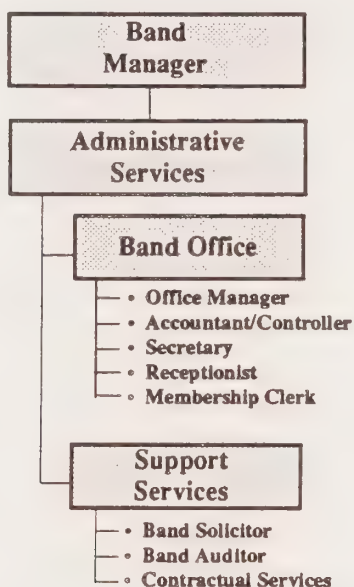 Band
Manager
Administrative
Services
Band Office
• Office Manager
• Accountant/Controller
• Secretary
• Receptionist
• Membership Clerk
Support
Services
• Band Solicitor
• Band Auditor
• Contractual Services